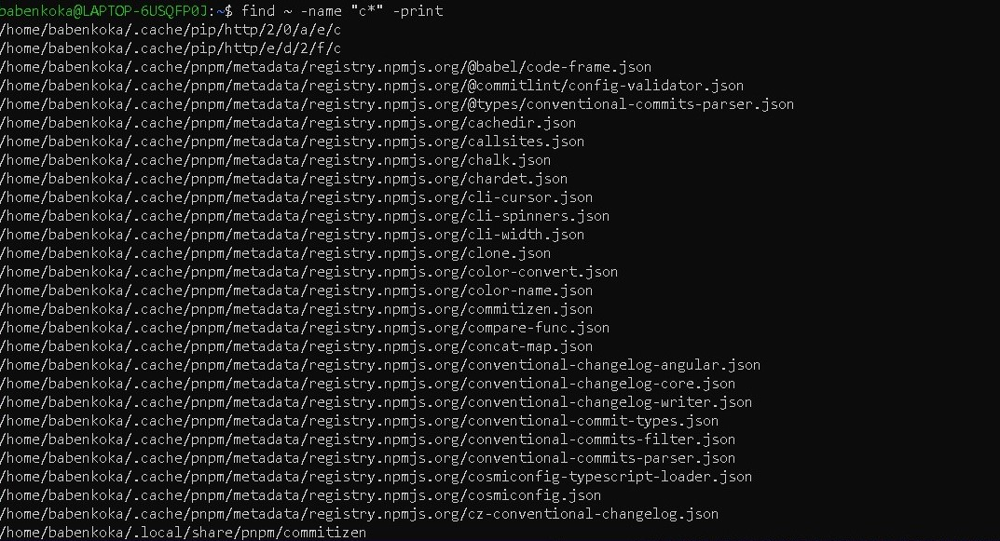 babenkoka@LAPTOP-6USQFP0J:~$ find ~ -name "c*" -print
/home/babenkoka/.cache/pip/http/2/0/a/e/c
/home/babenkoka/.cache/pip/http/e/d/2/f/c
/home/babenkoka/.cache/pnpm/metadata/registry.npmjs.org/@babel/code-frame.json
/home/babenkoka/.cache/pnpm/metadata/registry.npmjs.org/@commitlint/config-validator.json
/home/babenkoka/.cache/pnpm/metadata/registry.npmjs.org/@types/conventional-commits-parser.json
/home/babenkoka/.cache/pnpm/metadata/registry.npmjs.org/cachedir.json
/home/babenkoka/.cache/pnpm/metadata/registry.npmjs.org/callsites.json
/home/babenkoka/.cache/pnpm/metadata/registry.npmjs.org/chalk.json
/home/babenkoka/.cache/pnpm/metadata/registry.npmjs.org/chardet.json
/home/babenkoka/.cache/pnpm/metadata/registry.npmjs.org/cli-cursor.json
/home/babenkoka/.cache/pnpm/metadata/registry.npmjs.org/cli-spinners.json
/home/babenkoka/.cache/pnpm/metadata/registry.npmjs.org/cli-width.json
/home/babenkoka/.cache/pnpm/metadata/registry.npmjs.org/clone.json
/home/babenkoka/.cache/pnpm/metadata/registry.npmjs.org/color-convert.json
/home/babenkoka/.cache/pnpm/metadata/registry.npmjs.org/color-name.json
/home/babenkoka/.cache/pnpm/metadata/registry.npmjs.org/commitizen.json
/home/babenkoka/.cache/pnpm/metadata/registry.npmjs.org/compare-func.json
/home/babenkoka/.cache/pnpm/metadata/registry.npmjs.org/concat-map.json
/home/babenkoka/.cache/pnpm/metadata/registry.npmjs.org/conventional-changelog-angular.json
/home/babenkoka/.cache/pnpm/metadata/registry.npmjs.org/conventional-changelog-core.json
/home/babenkoka/.cache/pnpm/metadata/registry.npmjs.org/conventional-changelog-writer.json
/home/babenkoka/.cache/pnpm/metadata/registry.npmjs.org/conventional-commit-types.json
/home/babenkoka/.cache/pnpm/metadata/registry.npmjs.org/conventional-commits-filter.json
/home/babenkoka/.cache/pnpm/metadata/registry.npmjs.org/conventional-commits-parser.json
/home/babenkoka/.cache/pnpm/metadata/registry.npmjs.org/cosmiconfig-typescript-loader.json
/home/babenkoka/.cache/pnpm/metadata/registry.npmjs.org/cosmiconfig.json
/home/babenkoka/.cache/pnpm/metadata/registry.npmjs.org/cz-conventional-changelog.json
/home/babenkoka/.local/share/pnpm/commitizen